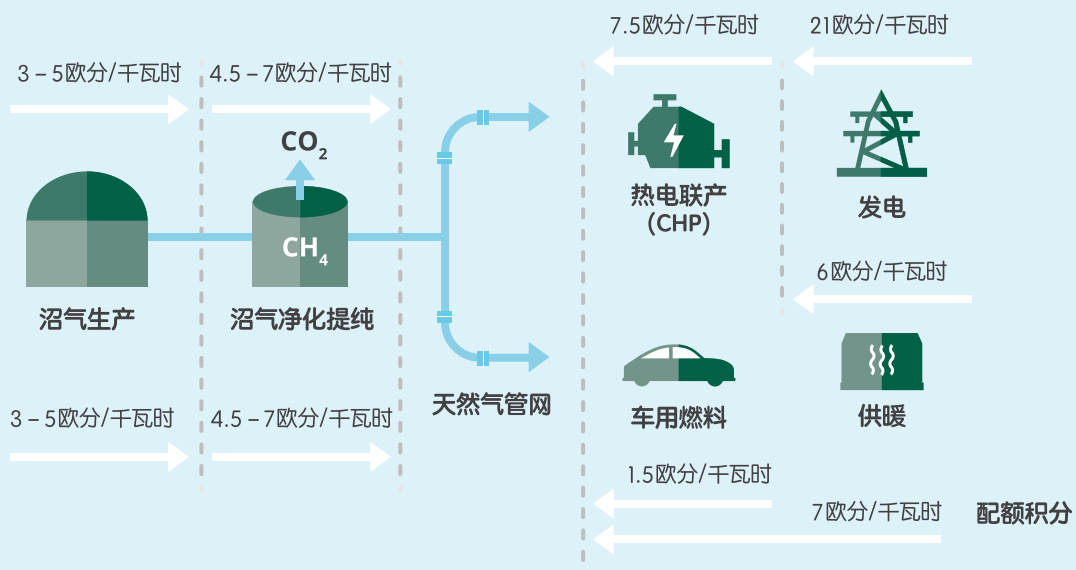 7.5欧分/千瓦时
21欧分/千瓦时
3 – 5欧分/千瓦时
4.5 – 7欧分/千瓦时
CO2
热电联产
(CHP)
发电
CH4
6欧分/千瓦时
沼气生产
沼气净化提纯
天然气管网
车用燃料
供暖
3 – 5欧分/千瓦时
4.5 – 7欧分/千瓦时
1.5欧分/千瓦时
7欧分/千瓦时
配额积分